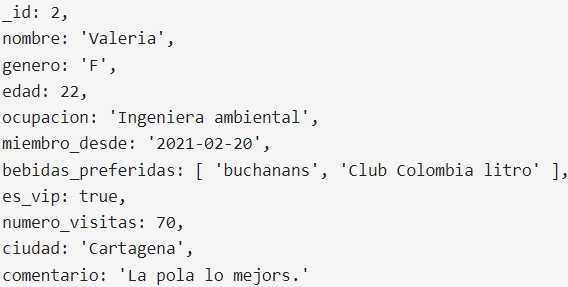 _id: 2,
nombre: 'Valeria',
genero: 'F',
edad: 22,
ocupacion: 'Ingeniera ambiental',
miembro_desde: '2021-02-20',
bebidas_preferidas: [ 'buchanans', 'Club Colombia litro' ],
es_vip: true,
numero_visitas: 70,
ciudad: 'Cartagena',
comentario: 'La pola lo mejors.'